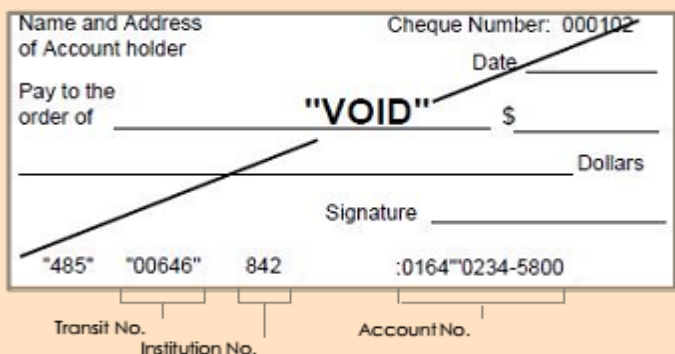 Name and Address
of Account holder
Cheque Number: 000102
Date
Pay to the
order of
"VOID"
$
Dollars
Signature
"485" "00646" 842 :0164'"0234-5800
Transit No.
Institution No.
Account No.